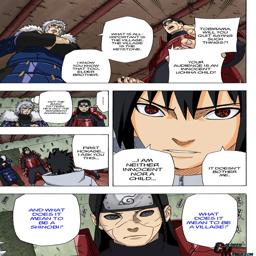 TOBIRAMA, WILL
YOU
QUIT SAYING
SUCH
THINGS?!
YOUR
AUDIENCE IS AN
INNOCENT
UCHIHA CHILD!
WHAT IS ALL-
IMPORTANT
IS THE VILLAGE.
THE VILLAGE
IS THE
KEYSTONE.
I KNOW
YOU KNOW
THAT TOO,
ELDER
BROTHER.
IT DOESN'T
BOTHER ME.
...I AM
NEITHER
INNOCENT
NOR A
CHILD...
FIRST
HOKAGE...
I ASK YOU
THIS...
WHAT
DOES IT
MEAN TO BE
A VILLAGE?
AND WHAT
DOES IT
MEAN TO
BE A
SHINOBI?